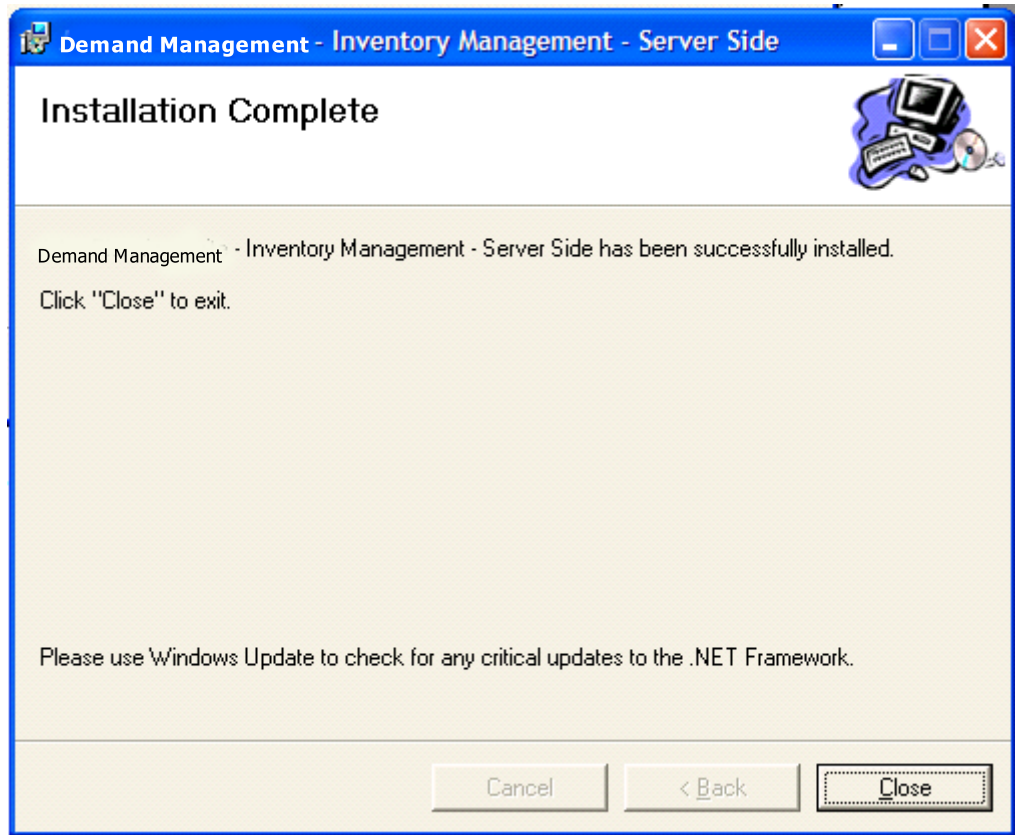 Demand Management - Inventory Management - Server Side
Installation Complete
Demand Management - Inventory Management - Server Side has been successfully installed.
Click "Close" to exit.
Please use Windows Update to check for any critical updates to the .NET Framework.
Cancel < Back Close